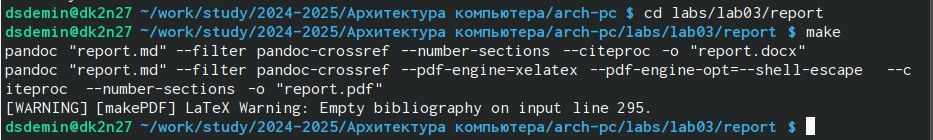 dsdemin@dk2n27 ~/work/study/2024-2025/Архитектура компьютера/arch-pc $ cd labs/lab03/report
dsdemin@dk2n27 ~/work/study/2024-2025/Архитектура компьютера/arch-pc/labs/lab03/report $ make
pandoc "report.md" --filter pandoc-crossref --number-sections --citeproc -o "report.docx"
pandoc "report.md" --filter pandoc-crossref --pdf-engine=xelatex --pdf-engine-opt=--shell-escape  --c
iteproc  --number-sections -o "report.pdf"
[WARNING] [makePDF] LaTeX Warning: Empty bibliography on input line 295.
dsdemin@dk2n27 ~/work/study/2024-2025/Архитектура компьютера/arch-pc/labs/lab03/report $